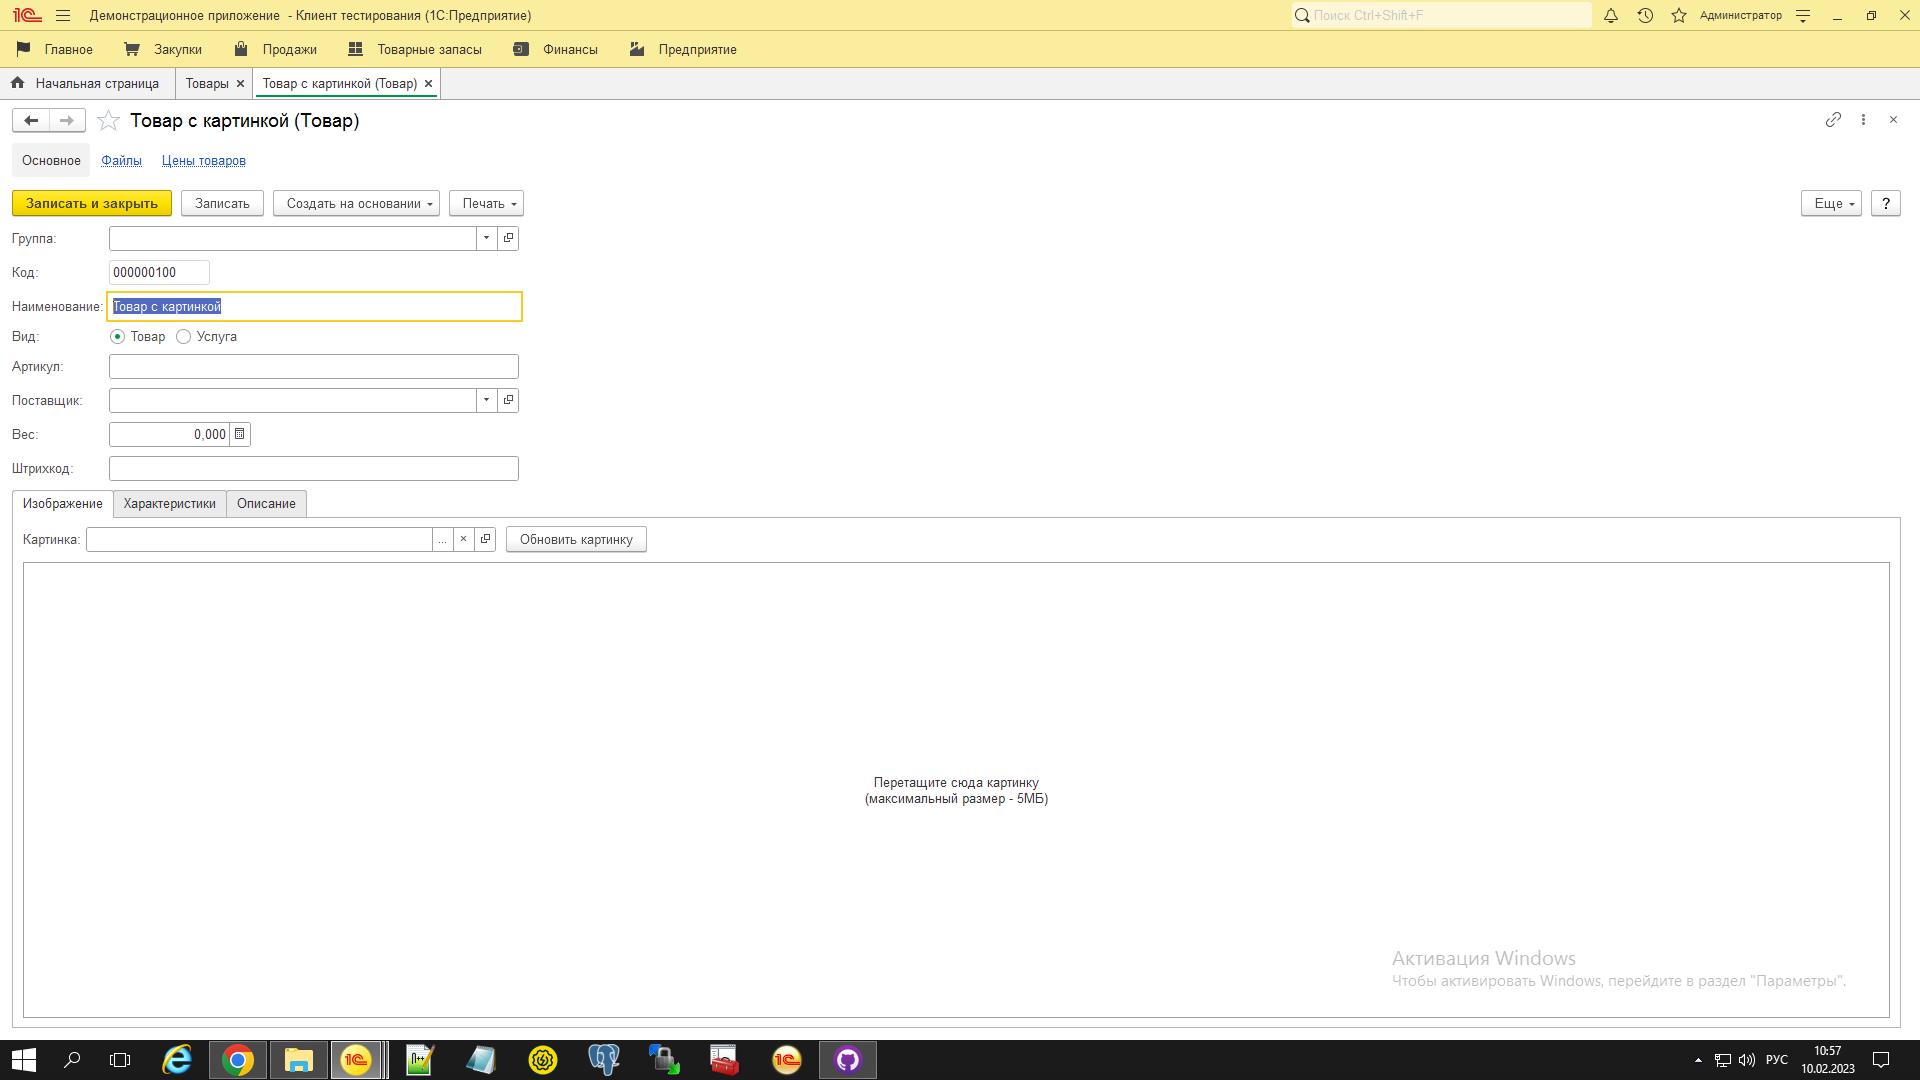 Демонстрационное приложение - Клиент тестирования (1С:Предприятие)
Поиск Ctrl+Shift+F
Администратор
Главное
Закупки
Продажи
Товарные запасы
Финансы
Предприятие
Начальная страница
Товары
Товар с картинкой (Товар)
Товар с картинкой (Товар)
Основное
Файлы
Цены товаров
Записать и закрыть
Записать
Создать на основании
Печать
Еще
?
Группа:
Код: 000000100
Наименование: Товар с картинкой
Вид: Товар Услуга
Артикул:
Поставщик:
Вес: 0,000
Штрихкод:
Изображение
Характеристики
Описание
Картинка:
...
Обновить картинку
Перетащите сюда картинку
(максимальный размер - 5МБ)
Активация Windows
Чтобы активировать Windows, перейдите в раздел "Параметры".
РУС
10:57
10.02.2023